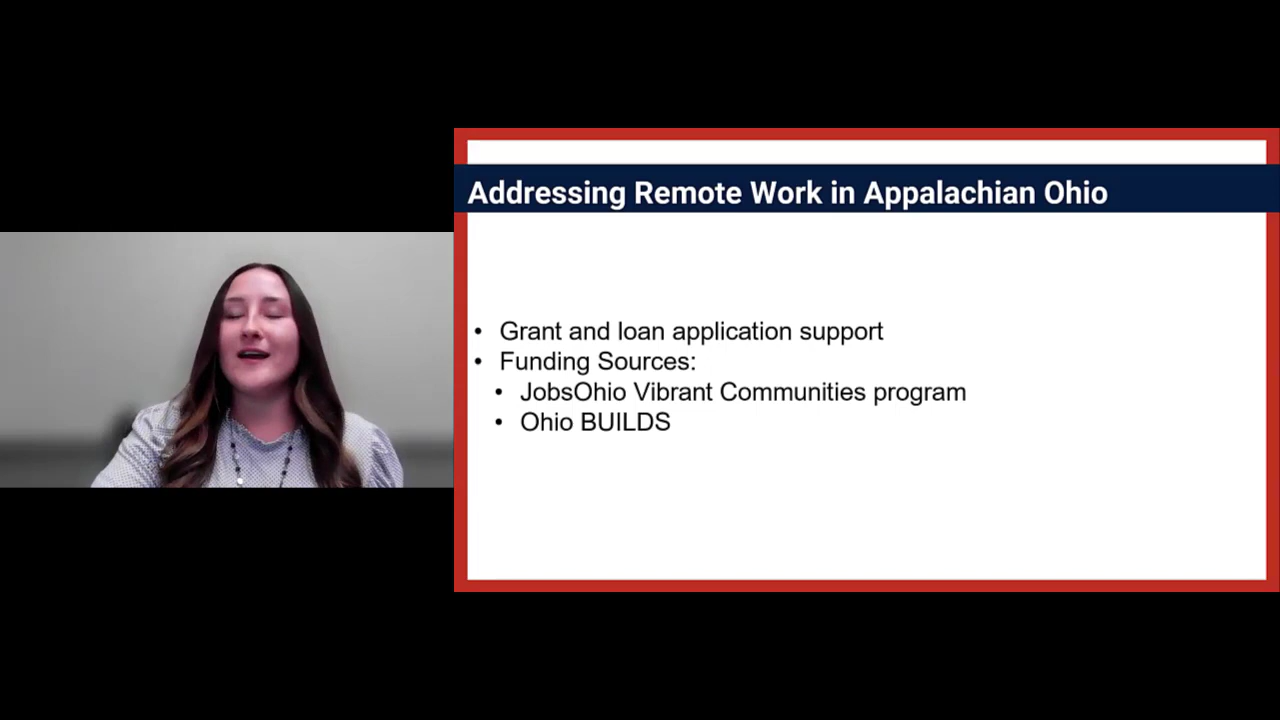 Addressing Remote Work in Appalachian Ohio
• Grant and loan application support
• Funding Sources:
• JobsOhio Vibrant Communities program
• Ohio BUILDS